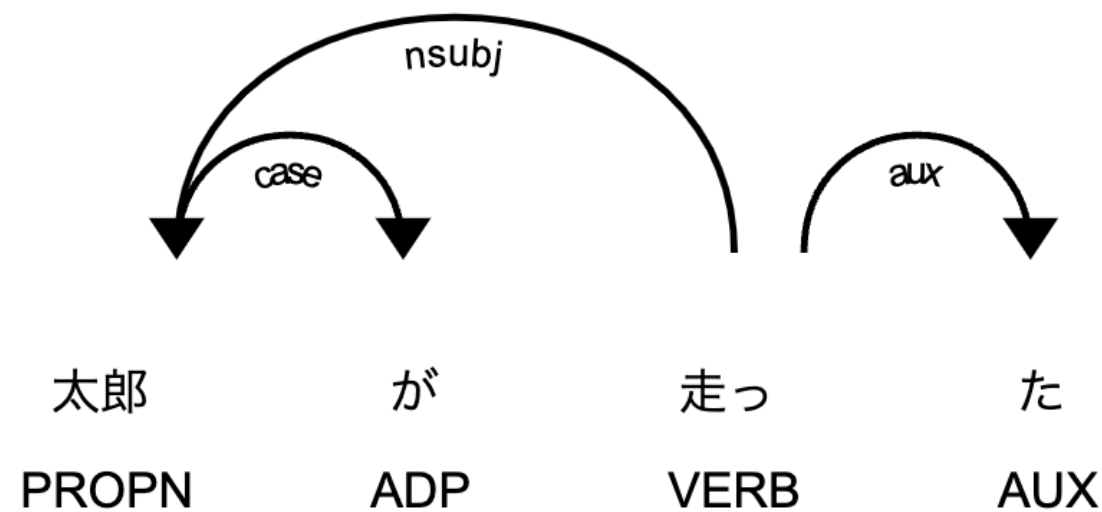 nsubj
case aux
太郎 が 走っ た
PROPN ADP VERB AUX